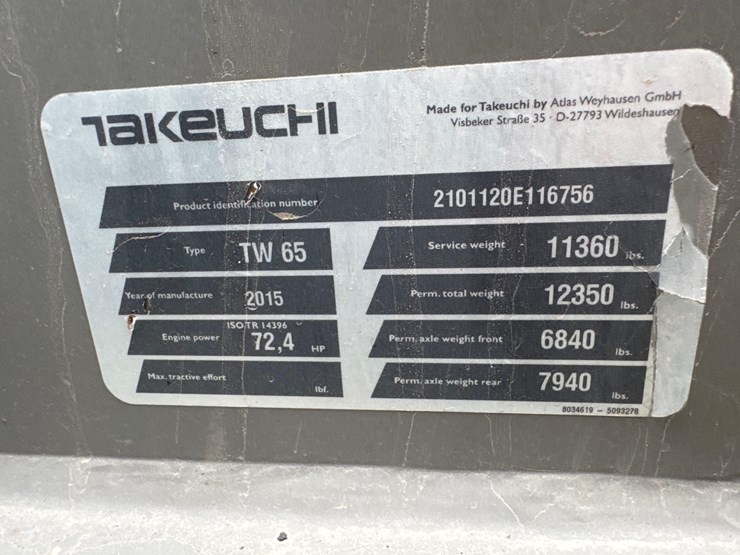 TAKEUCHI
Made for Takeuchi by Atlas Weyhausen GmbH
Visbeker Straße 35 · D-27793 Wildeshausen
Product identification number 2101120E116756
Type TW 65
Service weight 11360 lbs.
Year of manufacture 2015
Perm. total weight 12350 lbs.
ISO TR 14396
Engine power 72,4 HP
Perm. axle weight front 6840 lbs.
Max. tractive effort lbf.
Perm. axle weight rear 7940 lbs.
8034619 - 5093278